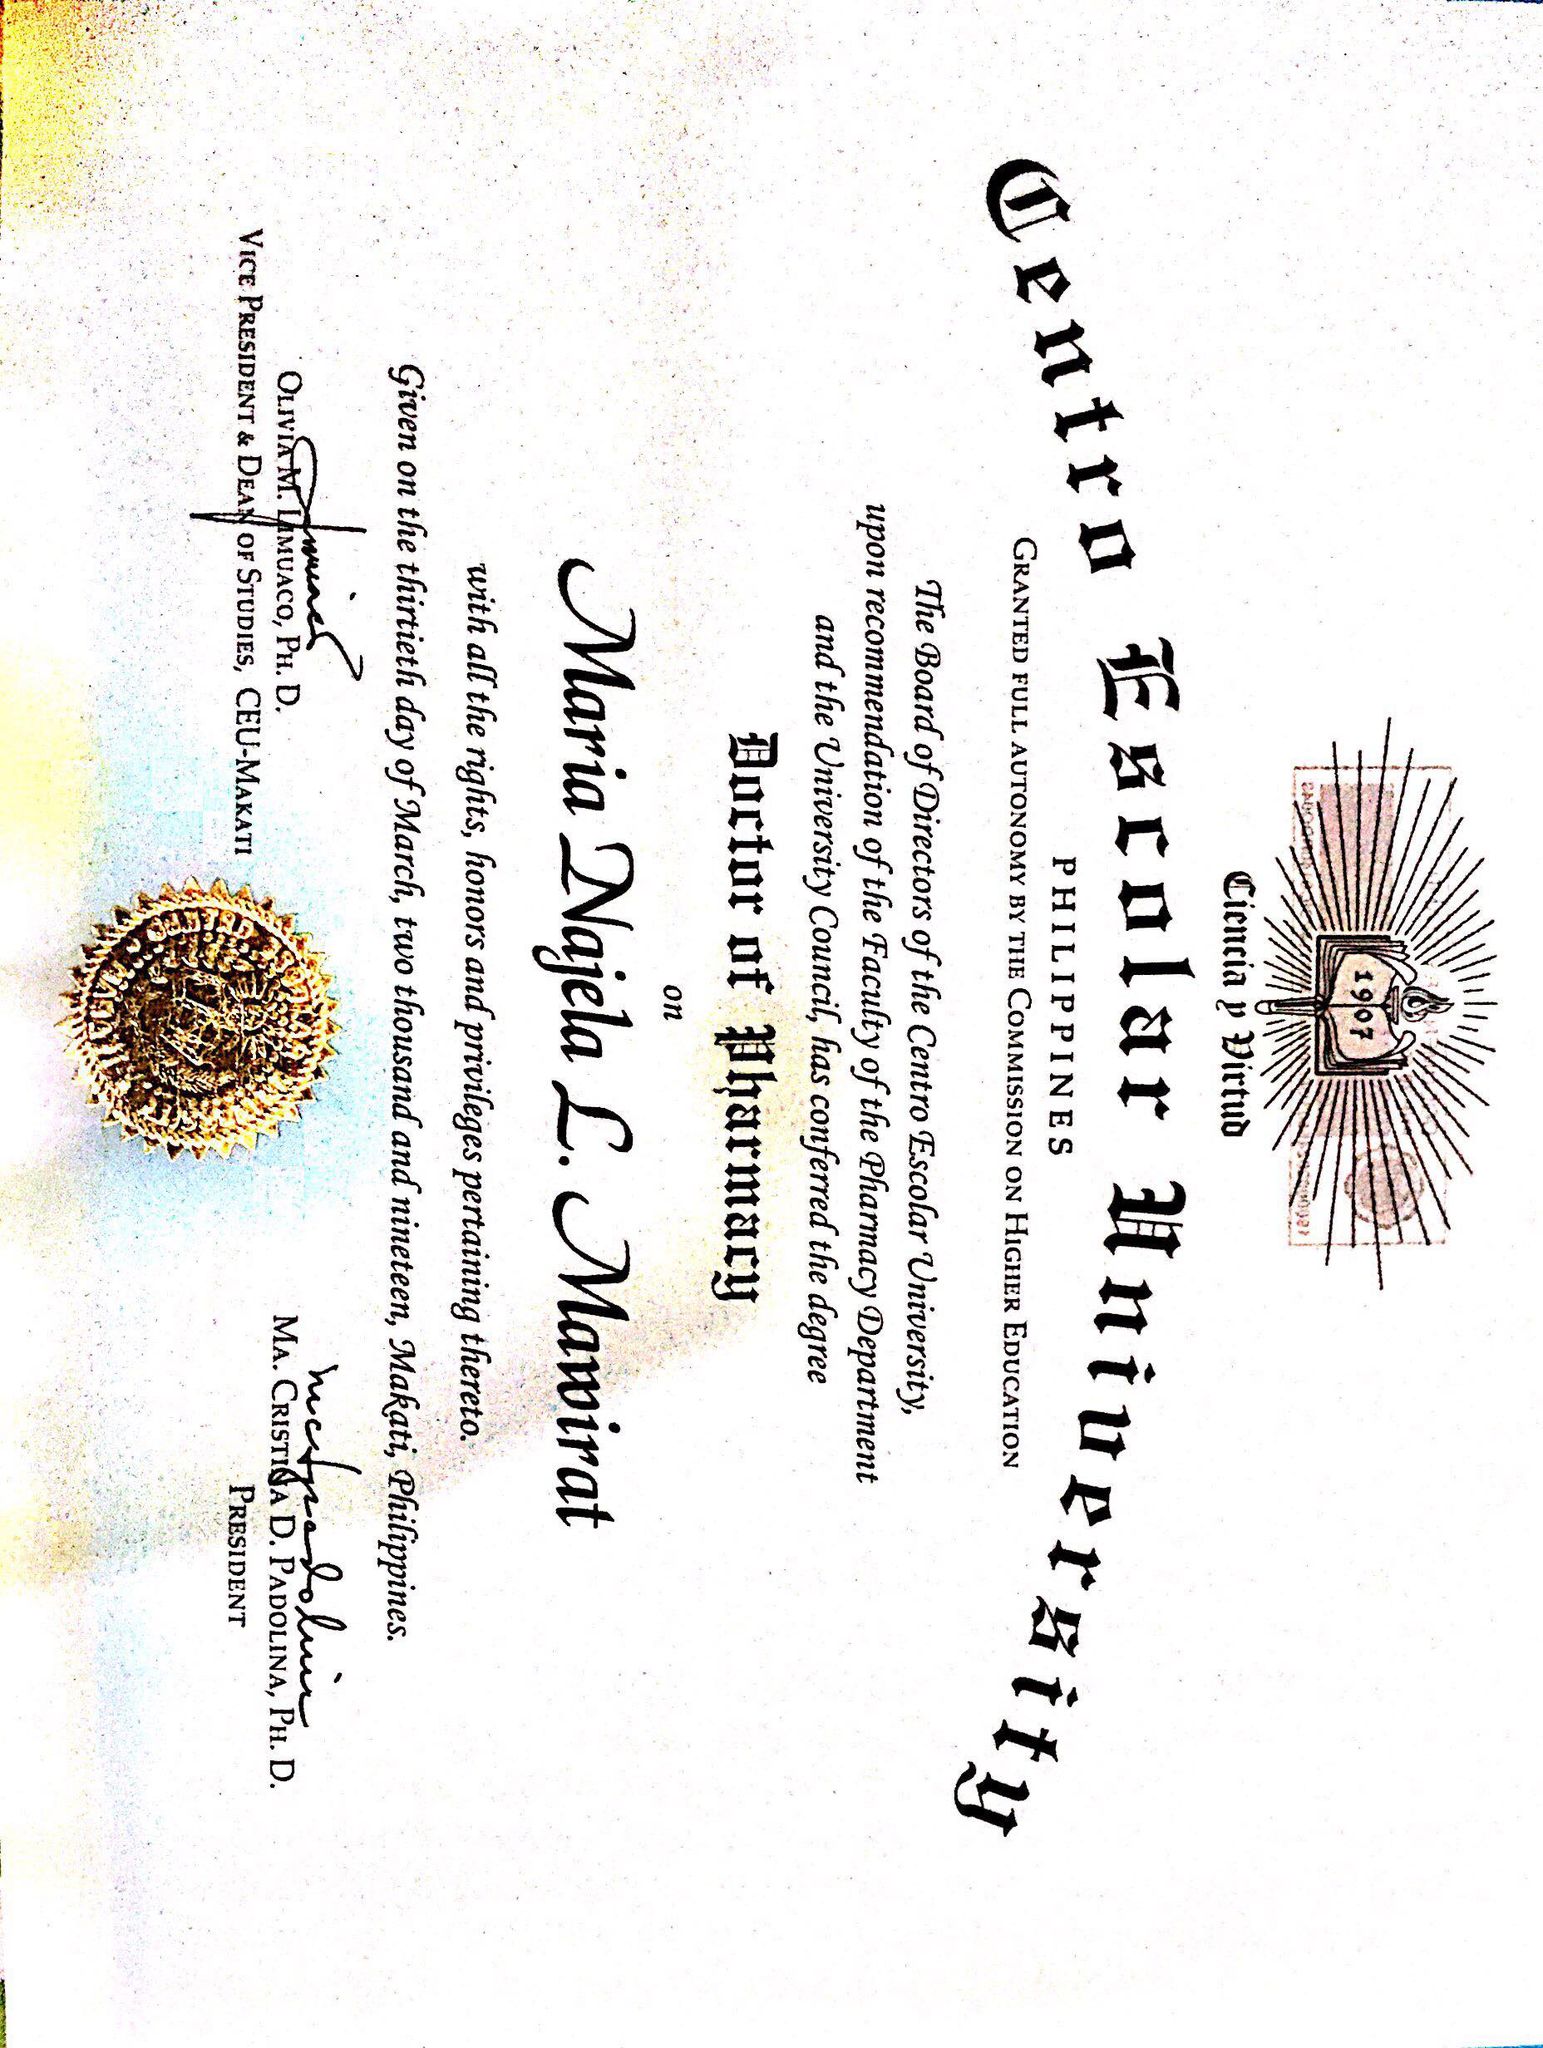 1907
Ciencia y Virtud
Centro Escolar University
PHILIPPINES
GRANTED FULL AUTONOMY BY THE COMMISSION ON HIGHER EDUCATION
The Board of Directors of the Centro Escolar University,
upon recommendation of the Faculty of the Pharmacy Department
and the University Council, has conferred the degree
Doctor of Pharmacy
on
Maria Najela L. Mawirat
with all the rights, honors and privileges pertaining thereto.
Given on the thirtieth day of March, two thousand and nineteen, Makati, Philippines.
OLIVIA M. LIMUACO, PH. D.
VICE PRESIDENT & DEAN OF STUDIES, CEU-MAKATI
MA. CRISTINA D. PADOLINA, PH. D.
PRESIDENT